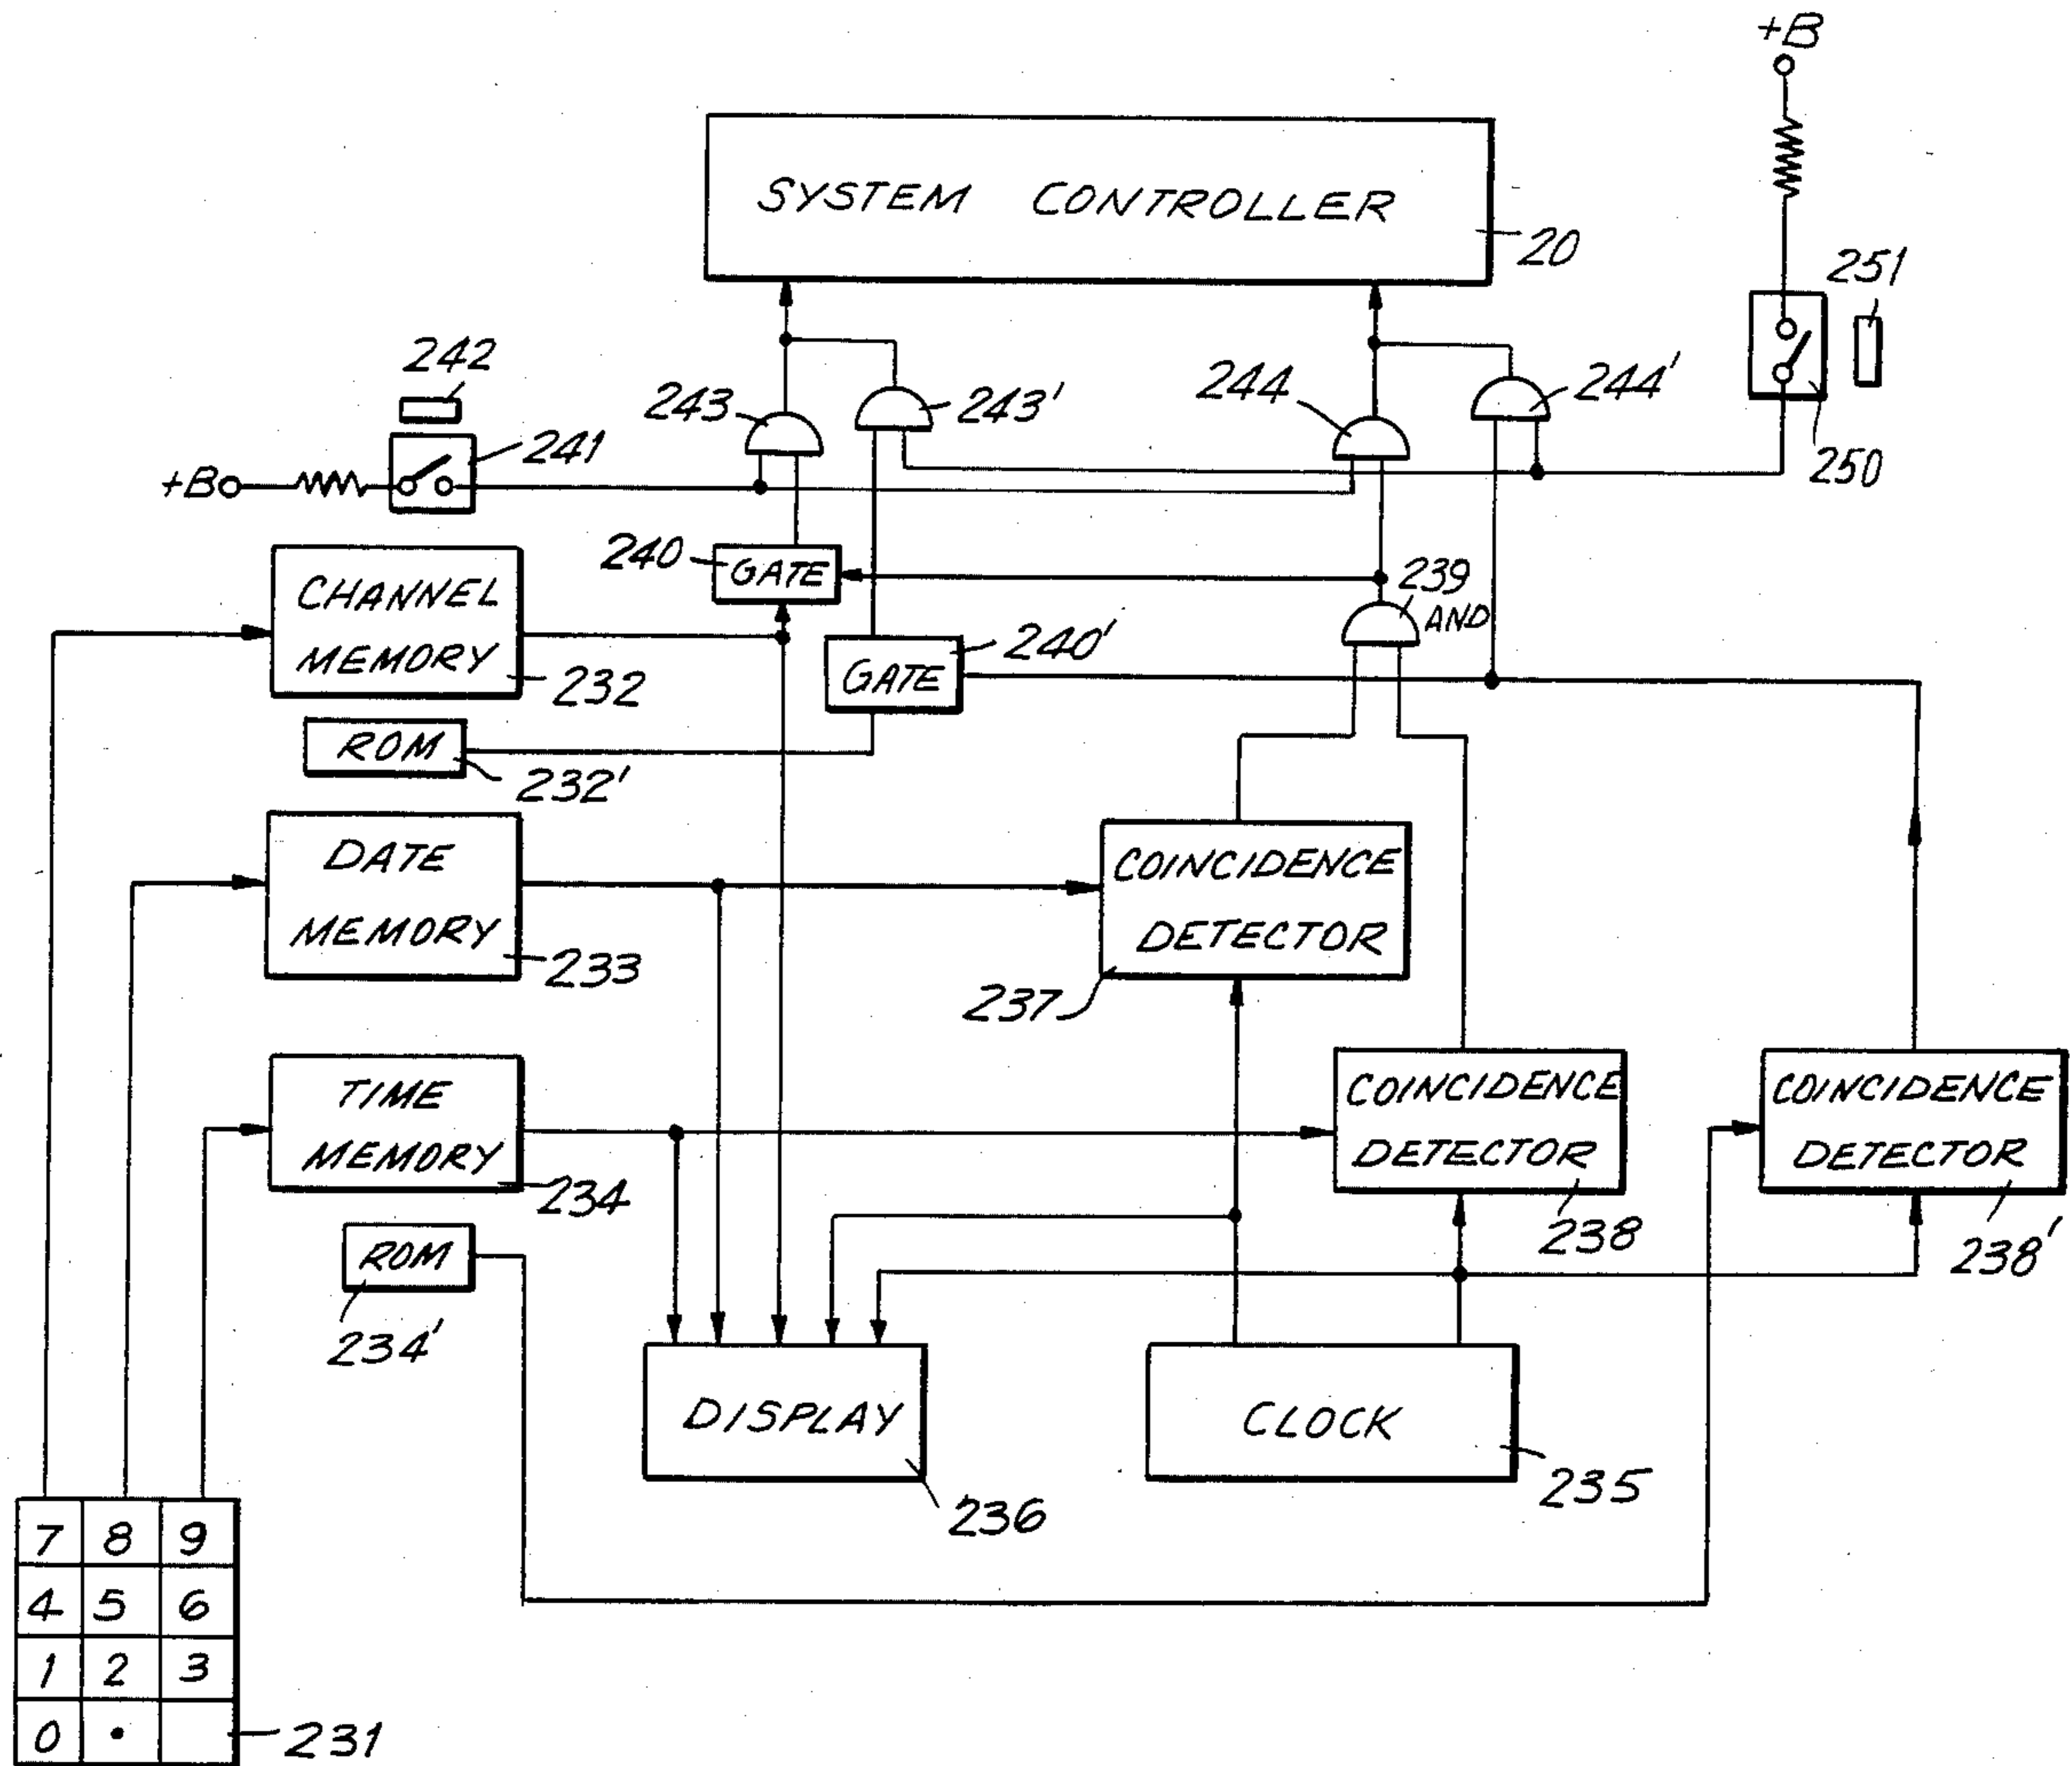 +B
SYSTEM CONTROLLER
20
251
242
243
243'
244
244'
241
250
+B
240
GATE
239
AND
CHANNEL
MEMORY
232
240'
GATE
ROM
232'
DATE
MEMORY
233
COINCIDENCE
DETECTOR
237
TIME
MEMORY
234
COINCIDENCE
DETECTOR
238
COINCIDENCE
DETECTOR
238'
ROM
234'
DISPLAY
236
CLOCK
235
7 8 9
4 5 6
1 2 3
0 •
231